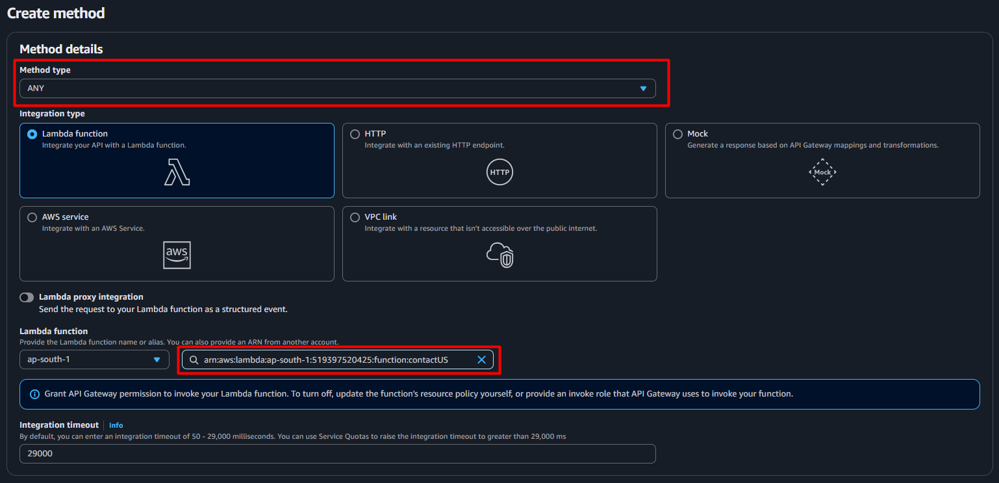 Create method
Method details
Method type
ANY
Integration type
Lambda function
Integrate your API with a Lambda function.
HTTP
Integrate with an existing HTTP endpoint.
HTTP
Mock
Generate a response based on API Gateway mappings and transformations.
Mock
AWS service
Integrate with an AWS Service.
aws
VPC link
Integrate with a resource that isn't accessible over the public internet.
Lambda proxy integration
Send the request to your Lambda function as a structured event.
Lambda function
Provide the Lambda function name or alias. You can also provide an ARN from another account.
ap-south-1
arn:aws:lambda:ap-south-1:519397520425:function:contactUS
Grant API Gateway permission to invoke your Lambda function. To turn off, update the function's resource policy yourself, or provide an invoke role that API Gateway uses to invoke your function.
Integration timeout
Info
By default, you can enter an integration timeout of 50 - 29,000 milliseconds. You can use Service Quotas to raise the integration timeout to greater than 29,000 ms
29000